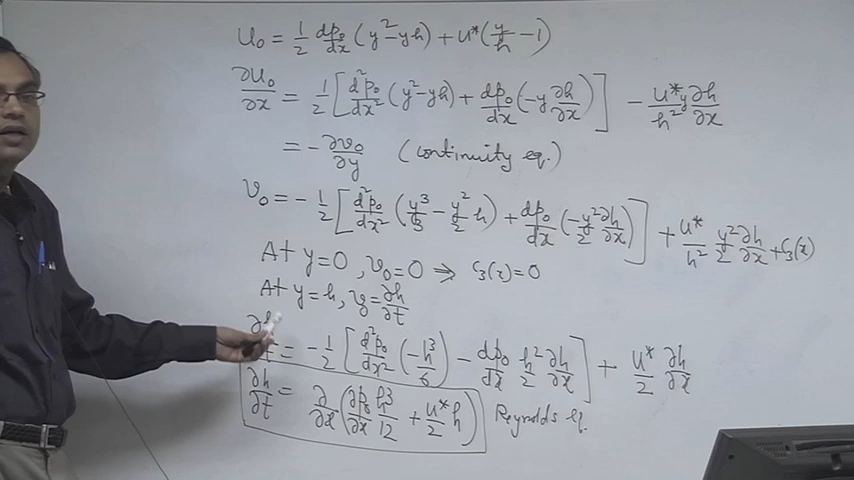 u₀ = 1/2 dp₀/dx (y² - yh) + u* (y/h - 1)
∂u₀/∂x = 1/2 [d²p₀/dx² (y² - yh) + dp₀/dx (-y ∂h/∂x)] - u*y/h² ∂h/∂x
= - ∂v₀/∂y (continuity eq.)
v₀ = - 1/2 [d²p₀/dx² (y³/3 - y²/2 h) + dp₀/dx (-y²/2 ∂h/∂x)] + u*/h² y²/2 ∂h/∂x + c₃(x)
At y=0, v₀=0 ⇒ c₃(x)=0
At y=h, v₀=∂h/∂t
= - 1/2 [d²p₀/dx² (-h³/6) - dp₀/dx h²/2 ∂h/∂x] + u*/2 ∂h/∂x
∂h/∂t = ∂/∂x (∂p₀/∂x h³/12 + u*/2 h) Reynolds eq.